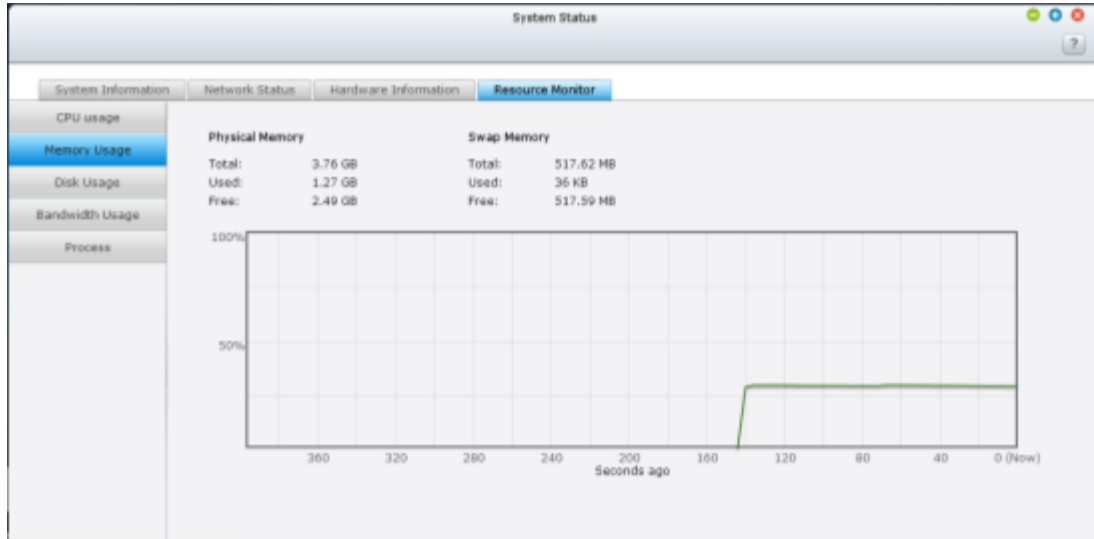 System Status
?
System Information Network Status Hardware Information Resource Monitor
CPU usage
Memory Usage
Disk Usage
Bandwidth Usage
Process
Physical Memory Swap Memory
Total: 3.76 GB Total: 517.62 MB
Used: 1.27 GB Used: 36 KB
Free: 2.49 GB Free: 517.59 MB
100%
50%
360 320 280 240 200 160 120 80 40 0 (Now)
Seconds ago